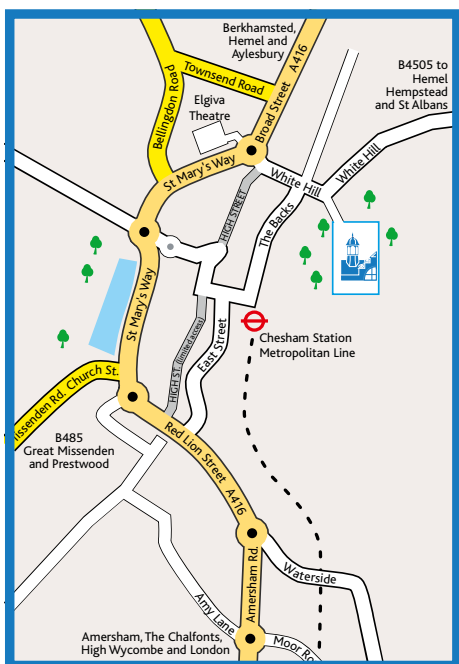 Berkhamsted,
Hemel and
Aylesbury
A416
B4505 to
Hemel
Hempstead
and St Albans
Townsend Road
Bellingdon Road
Elgiva
Theatre
Broad Street
St Mary's Way
White Hill
White Hill
HIGH STREET
The Backs
St Mary's Way
Chesham Station
Metropolitan Line
HIGH ST. (limited access)
East Street
Missenden Rd. Church St.
B485
Great Missenden
and Prestwood
Red Lion Street A416
Waterside
Amersham Rd.
Amy Lane
Moor Ro
Amersham, The Chalfonts,
High Wycombe and London